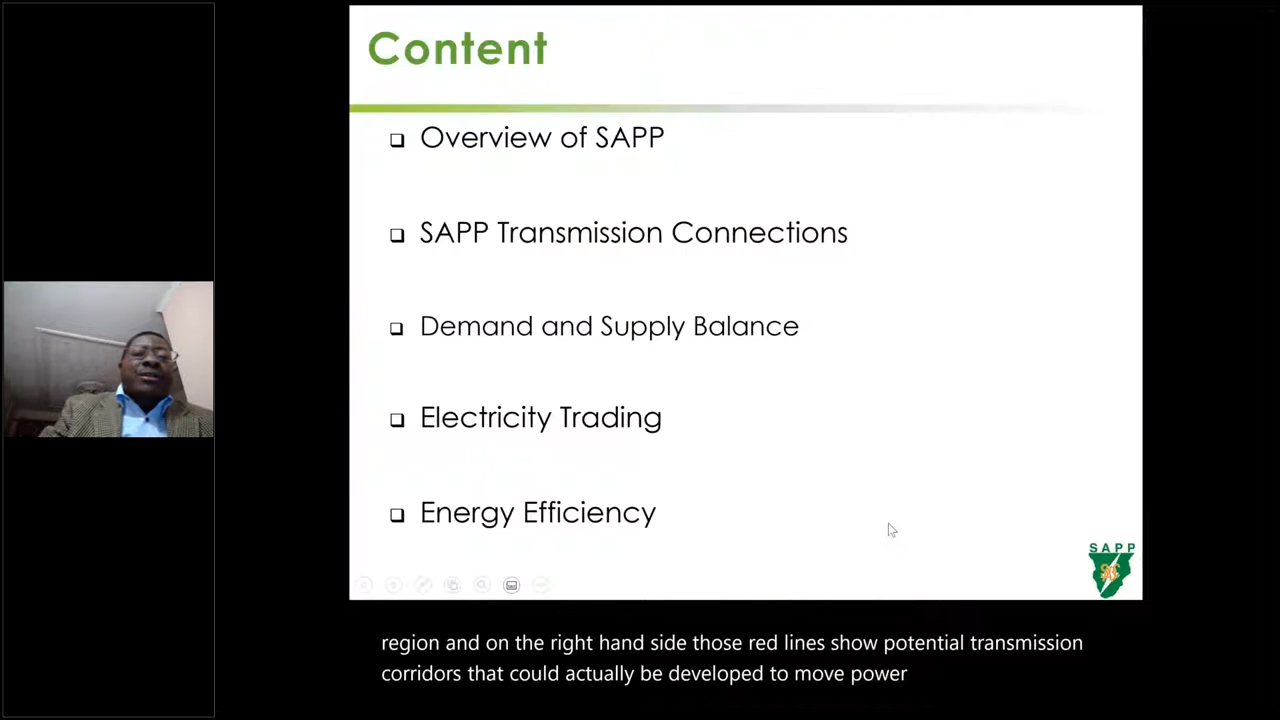 Content
Overview of SAPP
SAPP Transmission Connections
Demand and Supply Balance
Electricity Trading
Energy Efficiency
SAPP
region and on the right hand side those red lines show potential transmission
corridors that could actually be developed to move power